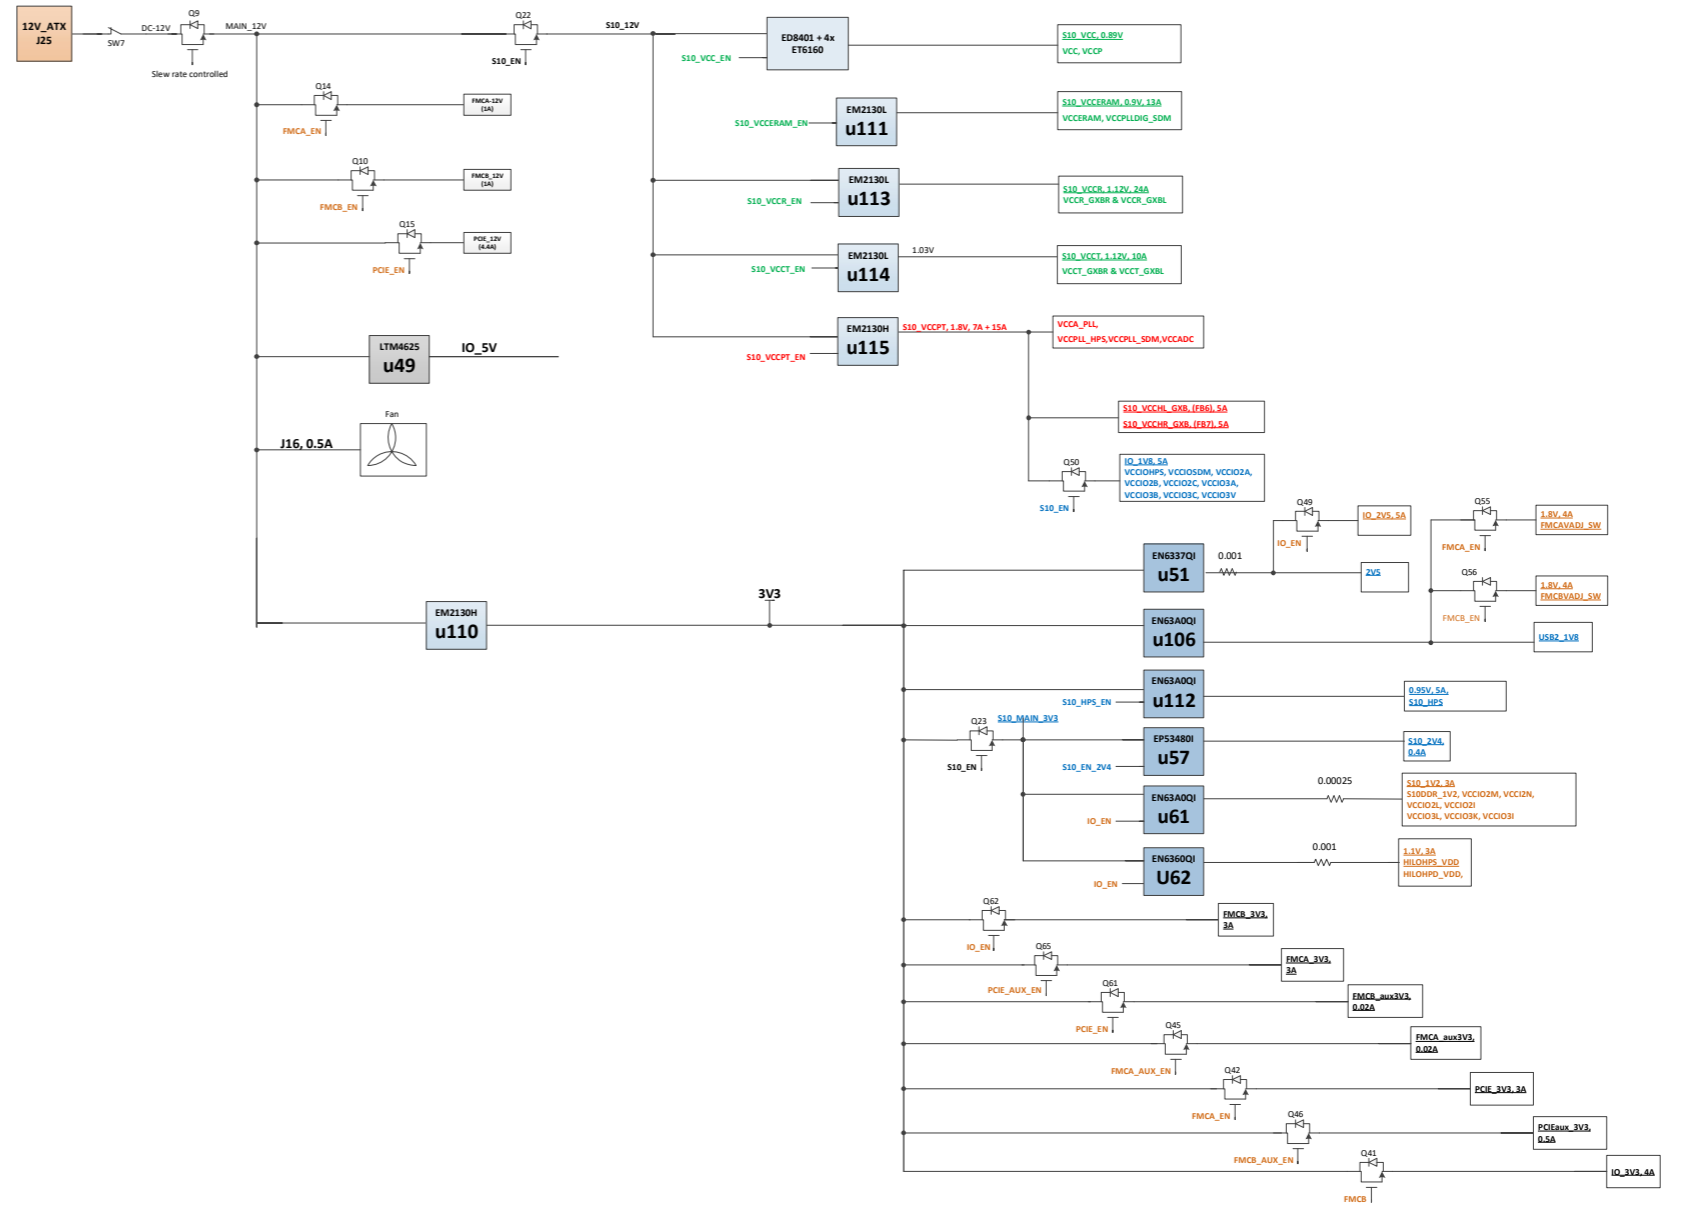 12V_ATX
J25
SW7
DC-12V
Q9
Slew rate controlled
MAIN_12V
Q22
S10_EN
S10_12V
ED8401 + 4x
ET6160
S10_VCC_EN
S10_VCC, 0.89V
VCC, VCCP
Q14
FMCA_EN
FMCA-12V
(1A)
EM2130L
u111
S10_VCCERAM_EN
S10_VCCERAM, 0.9V, 13A
VCCERAM, VCCPLLDIG_SDM
Q10
FMCB_EN
FMCB_12V
(1A)
EM2130L
u113
S10_VCCR_EN
S10_VCCR, 1.12V, 24A
VCCR_GXBR & VCCR_GXBL
Q15
PCIE_EN
PCIE_12V
(4.4A)
EM2130L
u114
S10_VCCT_EN
1.03V
S10_VCCT, 1.12V, 10A
VCCT_GXBR & VCCT_GXBL
EM2130H
u115
S10_VCCPT_EN
S10_VCCPT, 1.8V, 7A + 15A
VCCA_PLL,
VCCPLL_HPS,VCCPLL_SDM,VCCADC
LTM4625
u49
IO_5V
Fan
J16, 0.5A
S10_VCCHL_GXB, (FB6), 5A
S10_VCCHR_GXB, (FB7), 5A
Q50
S10_EN
IO_1V8, 5A
VCCIOHPS, VCCIOSDM, VCCIO2A,
VCCIO2B, VCCIO2C, VCCIO3A,
VCCIO3B, VCCIO3C, VCCIO3V
Q49
IO_EN
IO_2V5, 5A
Q55
FMCA_EN
1.8V, 4A
FMCAVADJ_SW
EN6337QI
u51
0.001
2V5
Q56
FMCB_EN
1.8V, 4A
FMCBVADJ_SW
EM2130H
u110
3V3
EN63A0QI
u106
USB2_1V8
EN63A0QI
u112
S10_HPS_EN
0.95V, 5A,
S10_HPS
Q23
S10_EN
S10_MAIN_3V3
EP53480I
u57
S10_EN_2V4
S10_2V4,
0.4A
EN63A0QI
u61
IO_EN
0.00025
S10_1V2, 3A
S10DDR_1V2, VCCIO2M, VCCI2N,
VCCIO2L, VCCIO2I
VCCIO3L, VCCIO3K, VCCIO3I
EN6360QI
U62
IO_EN
0.001
1.1V, 3A
HILOHPS_VDD
HILOHPD_VDD,
Q62
IO_EN
FMCB_3V3,
3A
Q65
PCIE_AUX_EN
FMCA_3V3,
3A
Q61
PCIE_EN
FMCB_aux3V3,
0.02A
Q45
FMCA_AUX_EN
FMCA_aux3V3,
0.02A
Q42
FMCA_EN
PCIE_3V3, 3A
Q46
FMCB_AUX_EN
PCIEaux_3V3,
0.5A
Q41
FMCB
IO_3V3, 4A